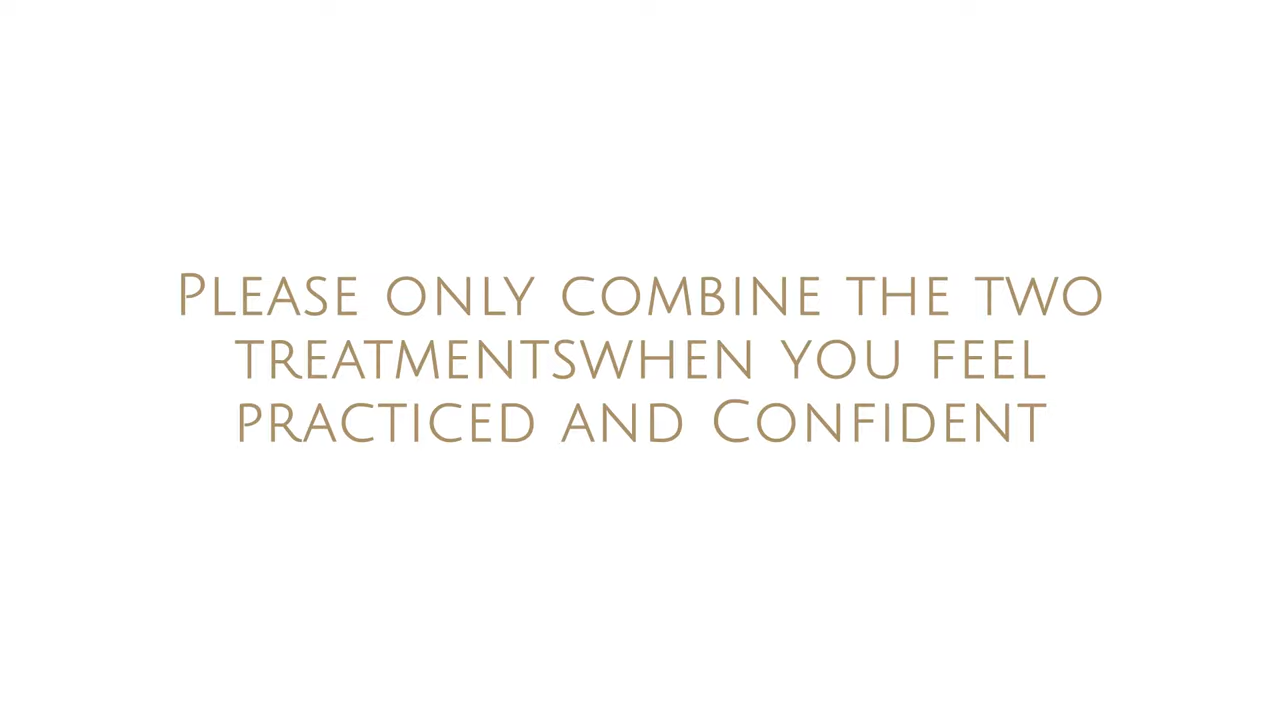 Please only combine the two
treatmentswhen you feel
practiced and Confident